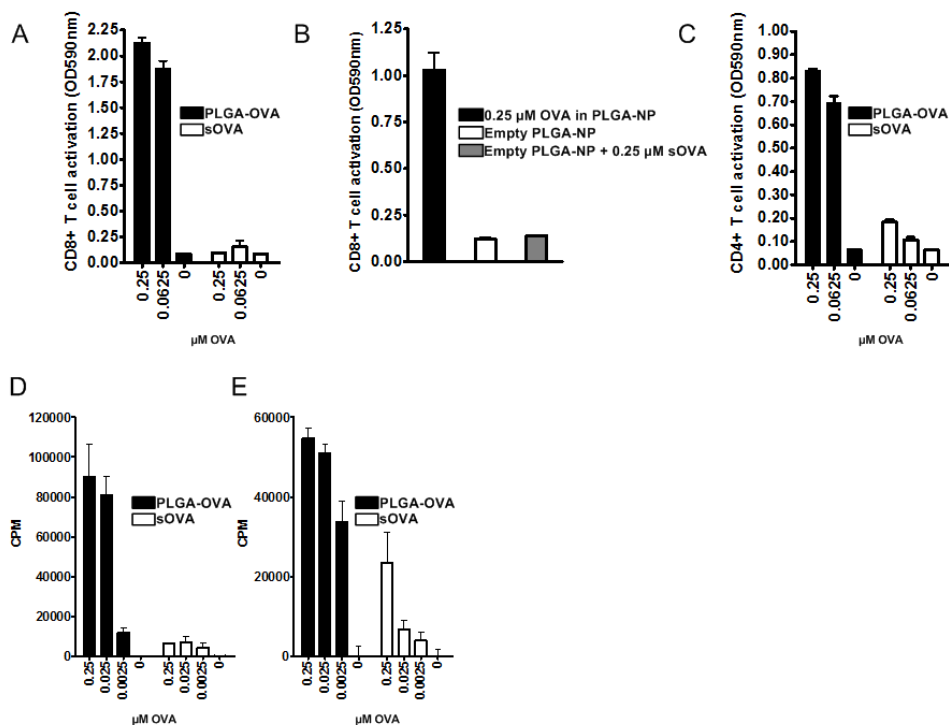 A
CD8+ T cell activation (OD590nm)
2.25
2.00
1.75
1.50
1.25
1.00
0.75
0.50
0.25
0.00
PLGA-OVA
sOVA
0.25
0.0625
0
0.25
0.0625
0
µM OVA
B
CD8+ T cell activation (OD590nm)
1.25
1.00
0.75
0.50
0.25
0.00
0.25 µM OVA in PLGA-NP
Empty PLGA-NP
Empty PLGA-NP + 0.25 µM sOVA
C
CD4+ T cell activation (OD590nm)
1.00
0.90
0.80
0.70
0.60
0.50
0.40
0.30
0.20
0.10
0.00
PLGA-OVA
sOVA
0.25
0.0625
0
0.25
0.0625
0
µM OVA
D
CPM
120000
100000
80000
60000
40000
20000
0
PLGA-OVA
sOVA
0.25
0.025
0.0025
0
0.25
0.025
0.0025
0
µM OVA
E
CPM
60000
40000
20000
0
PLGA-OVA
sOVA
0.25
0.025
0.0025
0
0.25
0.025
0.0025
0
µM OVA